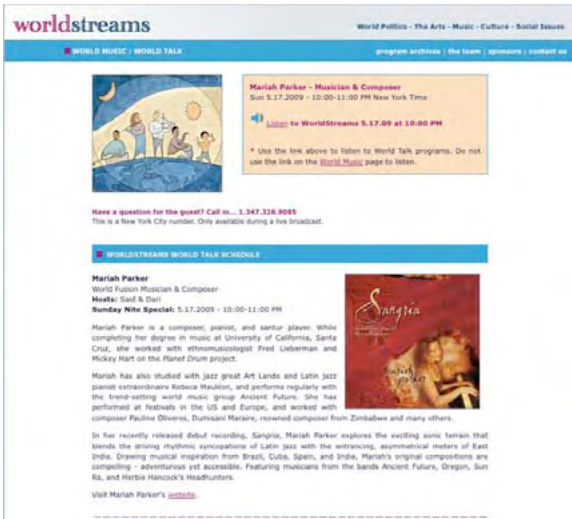 worldstreams
World Politics - The Arts - Music - Culture - Social Issues
WORLD MUSIC | WORLD TALK
program archives | the team | sponsors | contact us
Mariah Parker - Musician & Composer
Sun 5.17.2009 - 10:00-11:00 PM New York Time
Listen to WorldStreams 5.17.09 at 10:00 PM
* Use the link above to listen to World Talk programs. Do not
use the link on the World Music page to listen.
Have a question for the guest? Call in... 1.347.326.9085
This is a New York City number. Only available during a live broadcast.
WORLDSTREAMS WORLD TALK SCHEDULE
Mariah Parker
World Fusion Musician & Composer
Hosts: Said & Dari
Sunday Nite Special: 5.17.2009 - 10:00-11:00 PM
Sangria
mariah parker
Mariah Parker is a composer, pianist, and santur player. While
completing her degree in music at University of California, Santa
Cruz, she worked with ethnomusicologist Fred Lieberman and
Mickey Hart on the Planet Drum project.
Mariah has also studied with jazz great Art Lande and Latin jazz
pianist extraordinaire Rebeca Mauleón, and performs regularly with
the trend-setting world music group Ancient Future. She has
performed at festivals in the US and Europe, and worked with
composer Pauline Oliveros, Dumisani Maraire, reowned composer from Zimbabwe and many others.
In her recently released debut recording, Sangria, Mariah Parker explores the exciting sonic terrain that
blends the driving rhythmic syncopations of Latin jazz with the entrancing, asymmetrical meters of East
India. Drawing musical inspiration from Brazil, Cuba, Spain, and India, Mariah's original compositions are
compelling - adventurous yet accessible. Featuring musicians from the bands Ancient Future, Oregon, Sun
Ra, and Herbie Hancock's Headhunters.
Visit Mariah Parker's website.